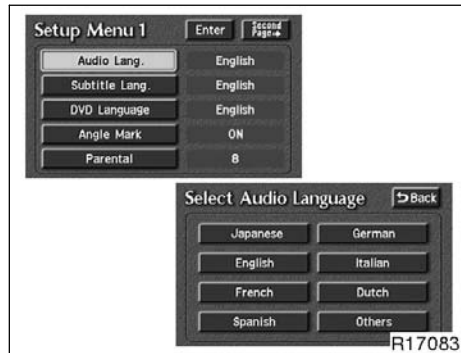 Setup Menu 1 Enter Second Page→
Audio Lang. English
Subtitle Lang. English
DVD Language English
Angle Mark ON
Parental 8
Select Audio Language Back
Japanese German
English Italian
French Dutch
Spanish Others
R17083